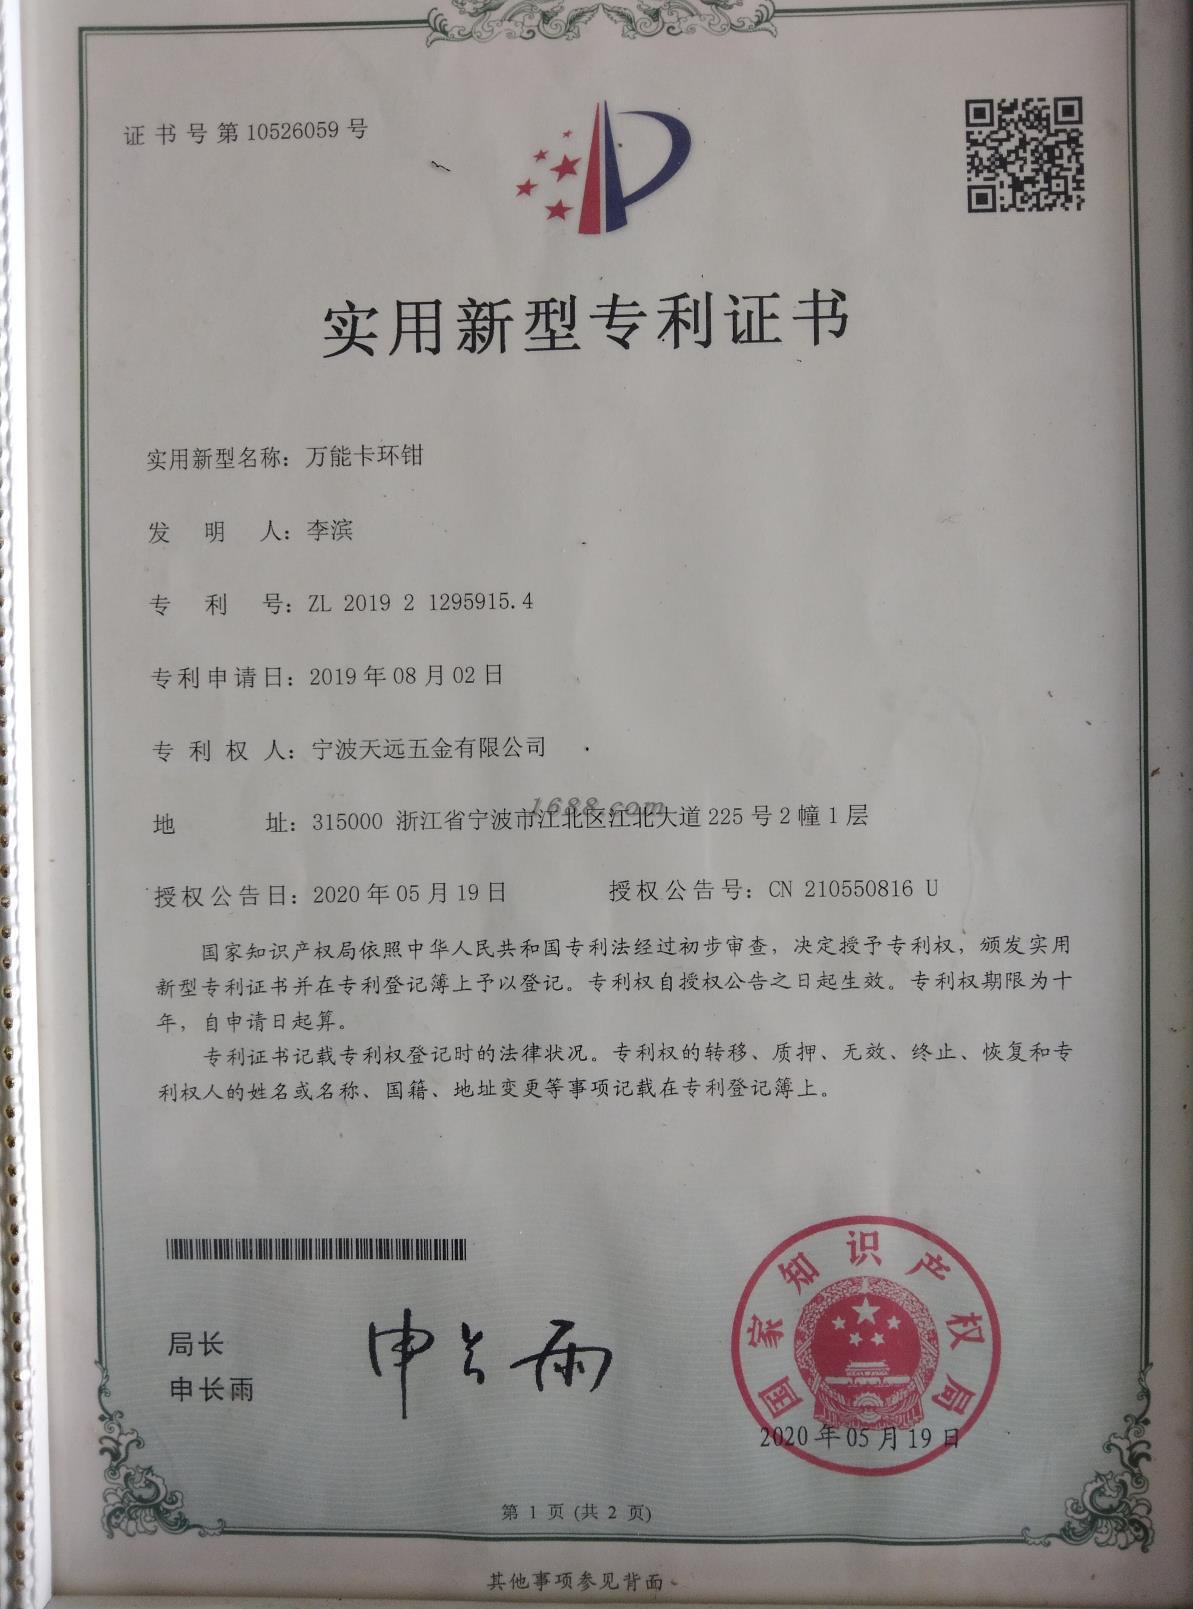 证书号第10526059号
实用新型专利证书
实用新型名称：万能卡环钳
发明人：李滨
专利号：ZL 2019 2 1295915.4
专利申请日：2019年08月02日
专利权人：宁波天远五金有限公司
1688.com
地址：315000 浙江省宁波市江北区江北大道225号2幢1层
授权公告日：2020年05月19日 授权公告号：CN 210550816 U
国家知识产权局依照中华人民共和国专利法经过初步审查，决定授予专利权，颁发实用
新型专利证书并在专利登记簿上予以登记。专利权自授权公告之日起生效。专利权期限为十
年，自申请日起算。
专利证书记载专利权登记时的法律状况。专利权的转移、质押、无效、终止、恢复和专
利权人的姓名或名称、国籍、地址变更等事项记载在专利登记簿上。
局长
申长雨
申长雨
国家知识产权局
2020年05月19日
第 1 页 (共 2 页)
其他事项参见背面